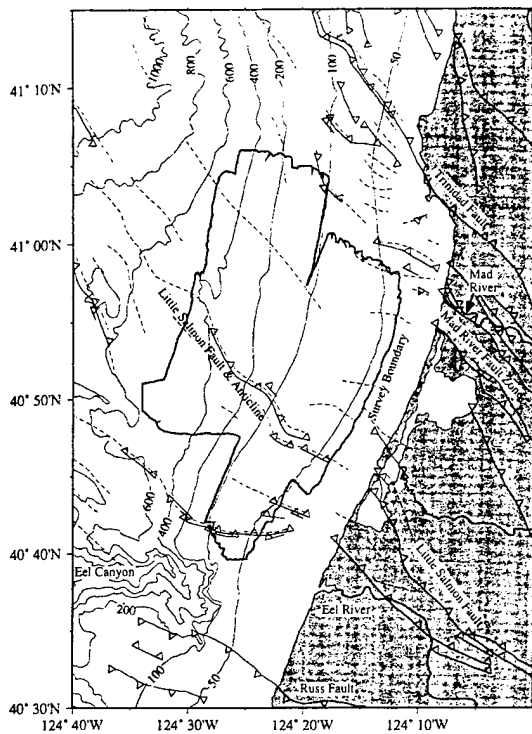 1000
800
600
400
200
100
50
41° 10'N
Trinidad Fault
41° 00'N
Mad
River
Little Salmon Fault & Anticline
Mad River Fault Zone
Survey Boundary
40° 50'N
600
400
40° 40'N
Eel Canyon
Little Salmon Fault
200
Eel River
100
50
Russ Fault
40° 30'N
124° 40'W
124° 30'W
124° 20'W
124° 10'W